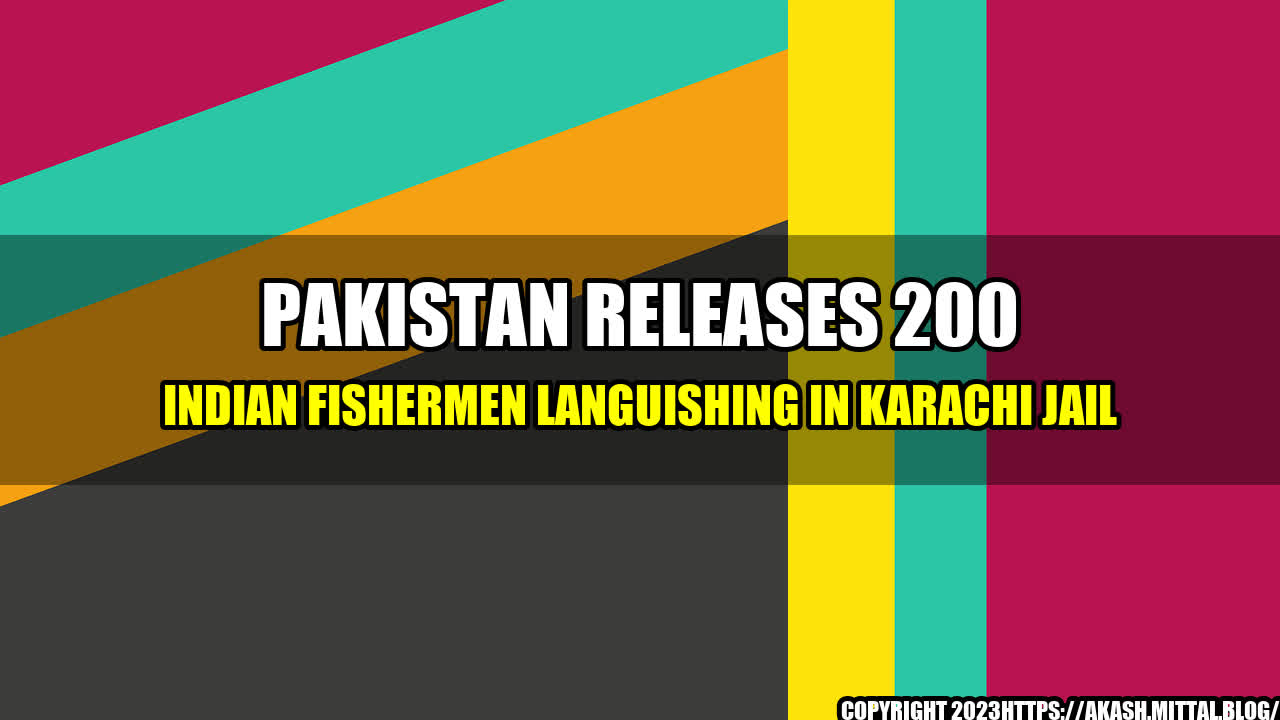 PAKISTAN RELEASES 200
INDIAN FISHERMEN LANGUISHING IN KARACHI JAIL
COPYRIGHT 2023HTTPS://AKASH.MITTAL.BLOG/